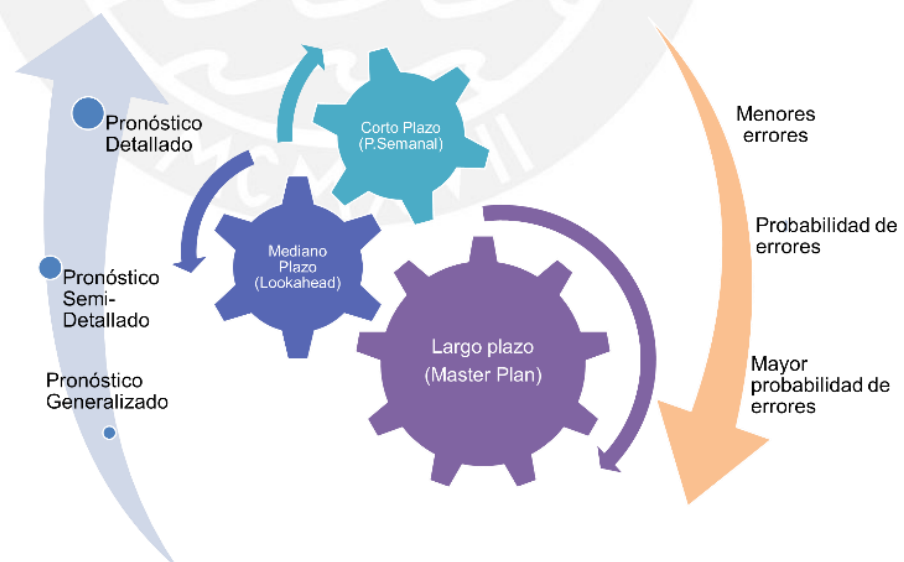 Pronóstico
Detallado
Pronóstico
Semi-
Detallado
Pronóstico
Generalizado
Corto Plazo
(P.Semanal)
Mediano
Plazo
(Lookahead)
Largo plazo
(Master Plan)
Menores
errores
Probabilidad de
errores
Mayor
probabilidad de
errores